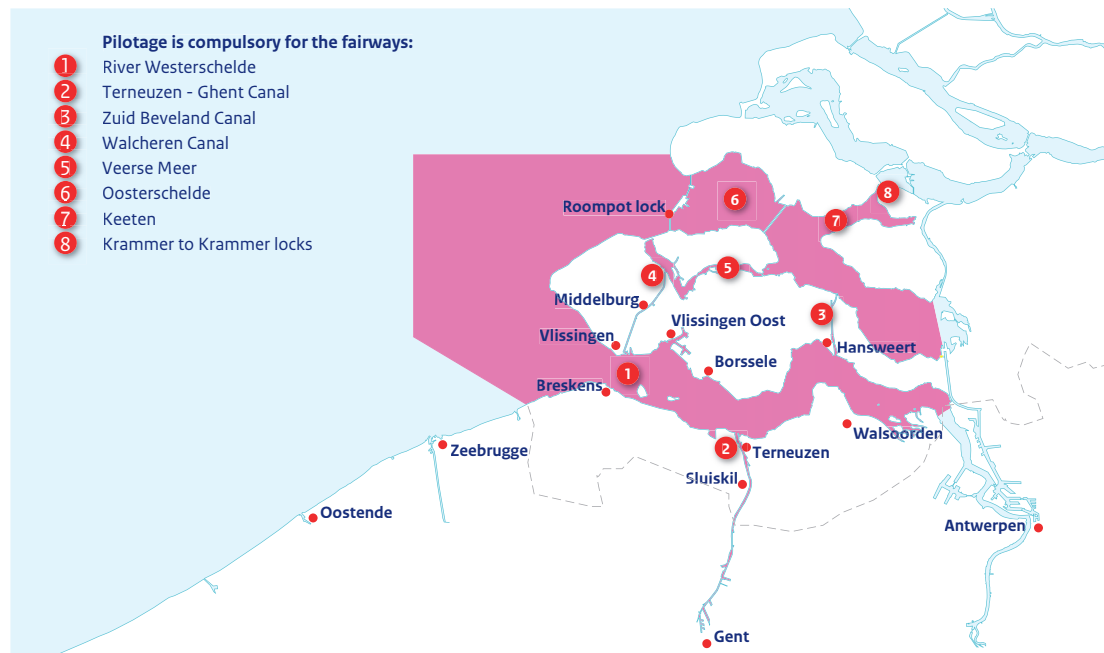 Pilotage is compulsory for the fairways:
1 River Westerschelde
2 Terneuzen - Ghent Canal
3 Zuid Beveland Canal
4 Walcheren Canal
5 Veerse Meer
6 Oosterschelde
7 Keeten
8 Krammer to Krammer locks
8
6
Roompot lock
7
5
4
Middelburg
3
Vlissingen Oost
Vlissingen
Hansweert
Borssele
1
Breskens
Walsoorden
2
Zeebrugge
Terneuzen
Sluiskil
Oostende
Antwerpen
Gent